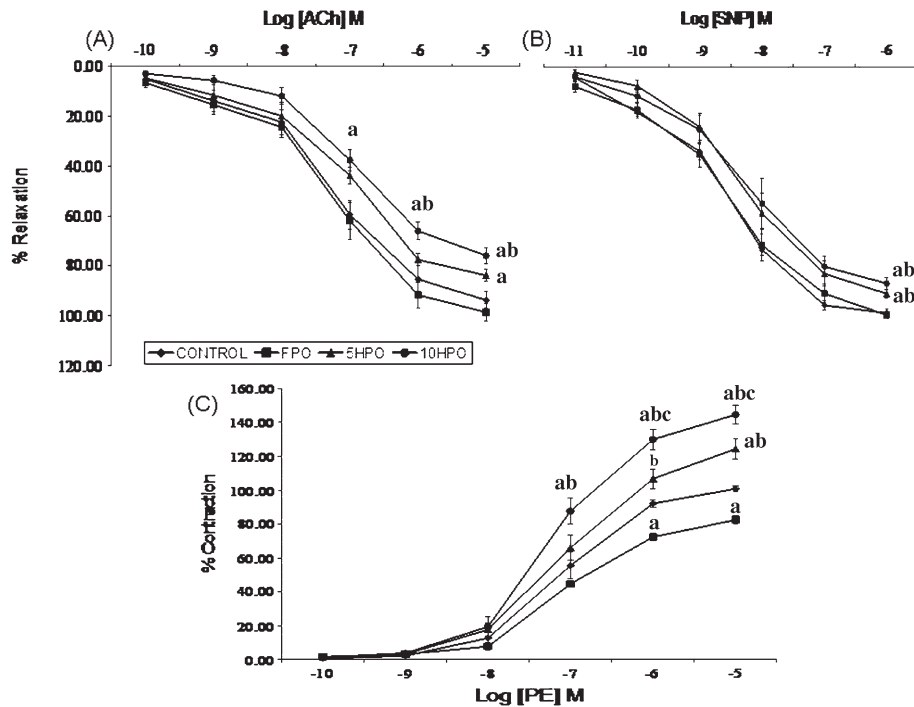 Log [ACh] M
(A)
-10 -9 -8 -7 -6 -5
0.00
20.00
40.00
60.00
80.00
100.00
120.00
% Relaxation
a
ab
ab
a
CONTROL FPO 5HPO 10HPO
Log [SNP] M
(B)
-11 -10 -9 -8 -7 -6
ab
ab
(C)
160.00
140.00
120.00
100.00
80.00
60.00
40.00
20.00
0.00
% Contraction
ab
abc
abc
b
ab
a
a
-10 -9 -8 -7 -6 -5
Log [PE] M